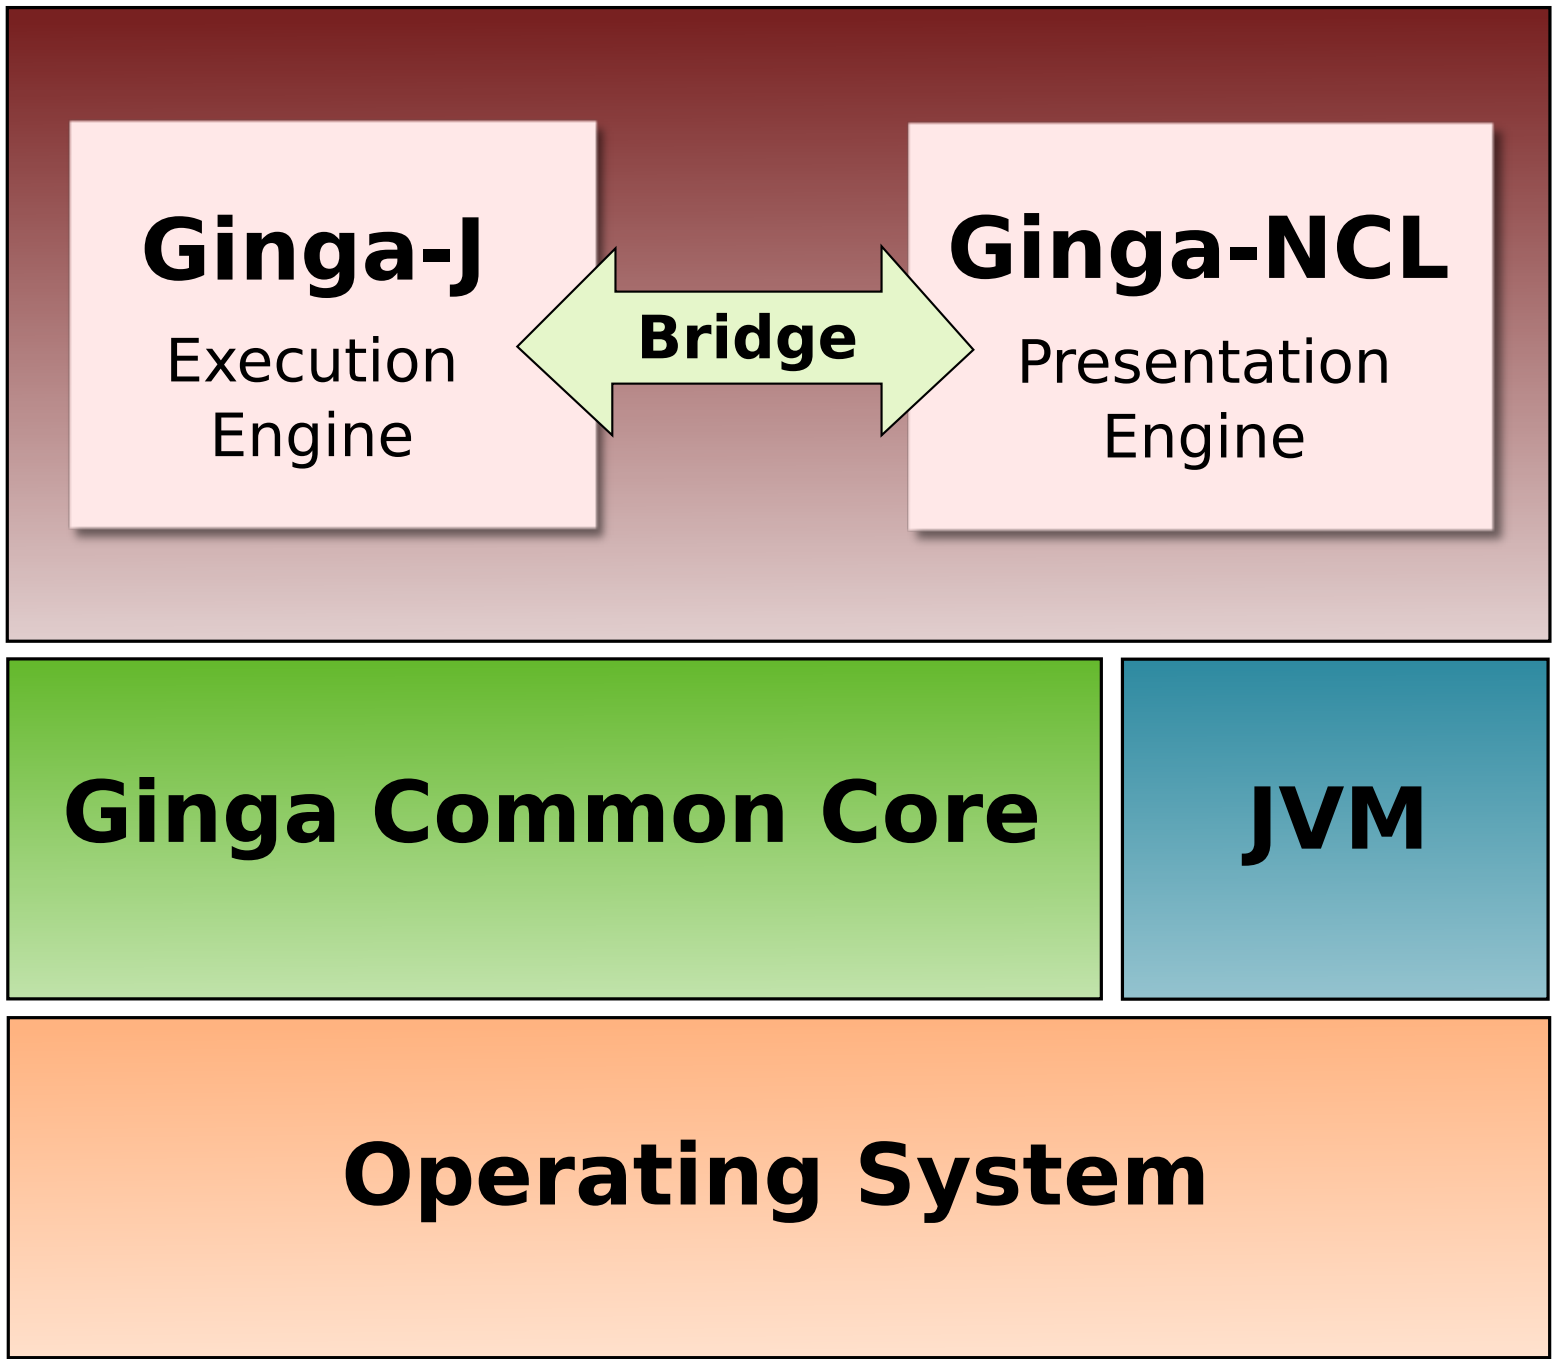 Ginga-J
Execution
Engine
Bridge
Ginga-NCL
Presentation
Engine
Ginga Common Core
JVM
Operating System